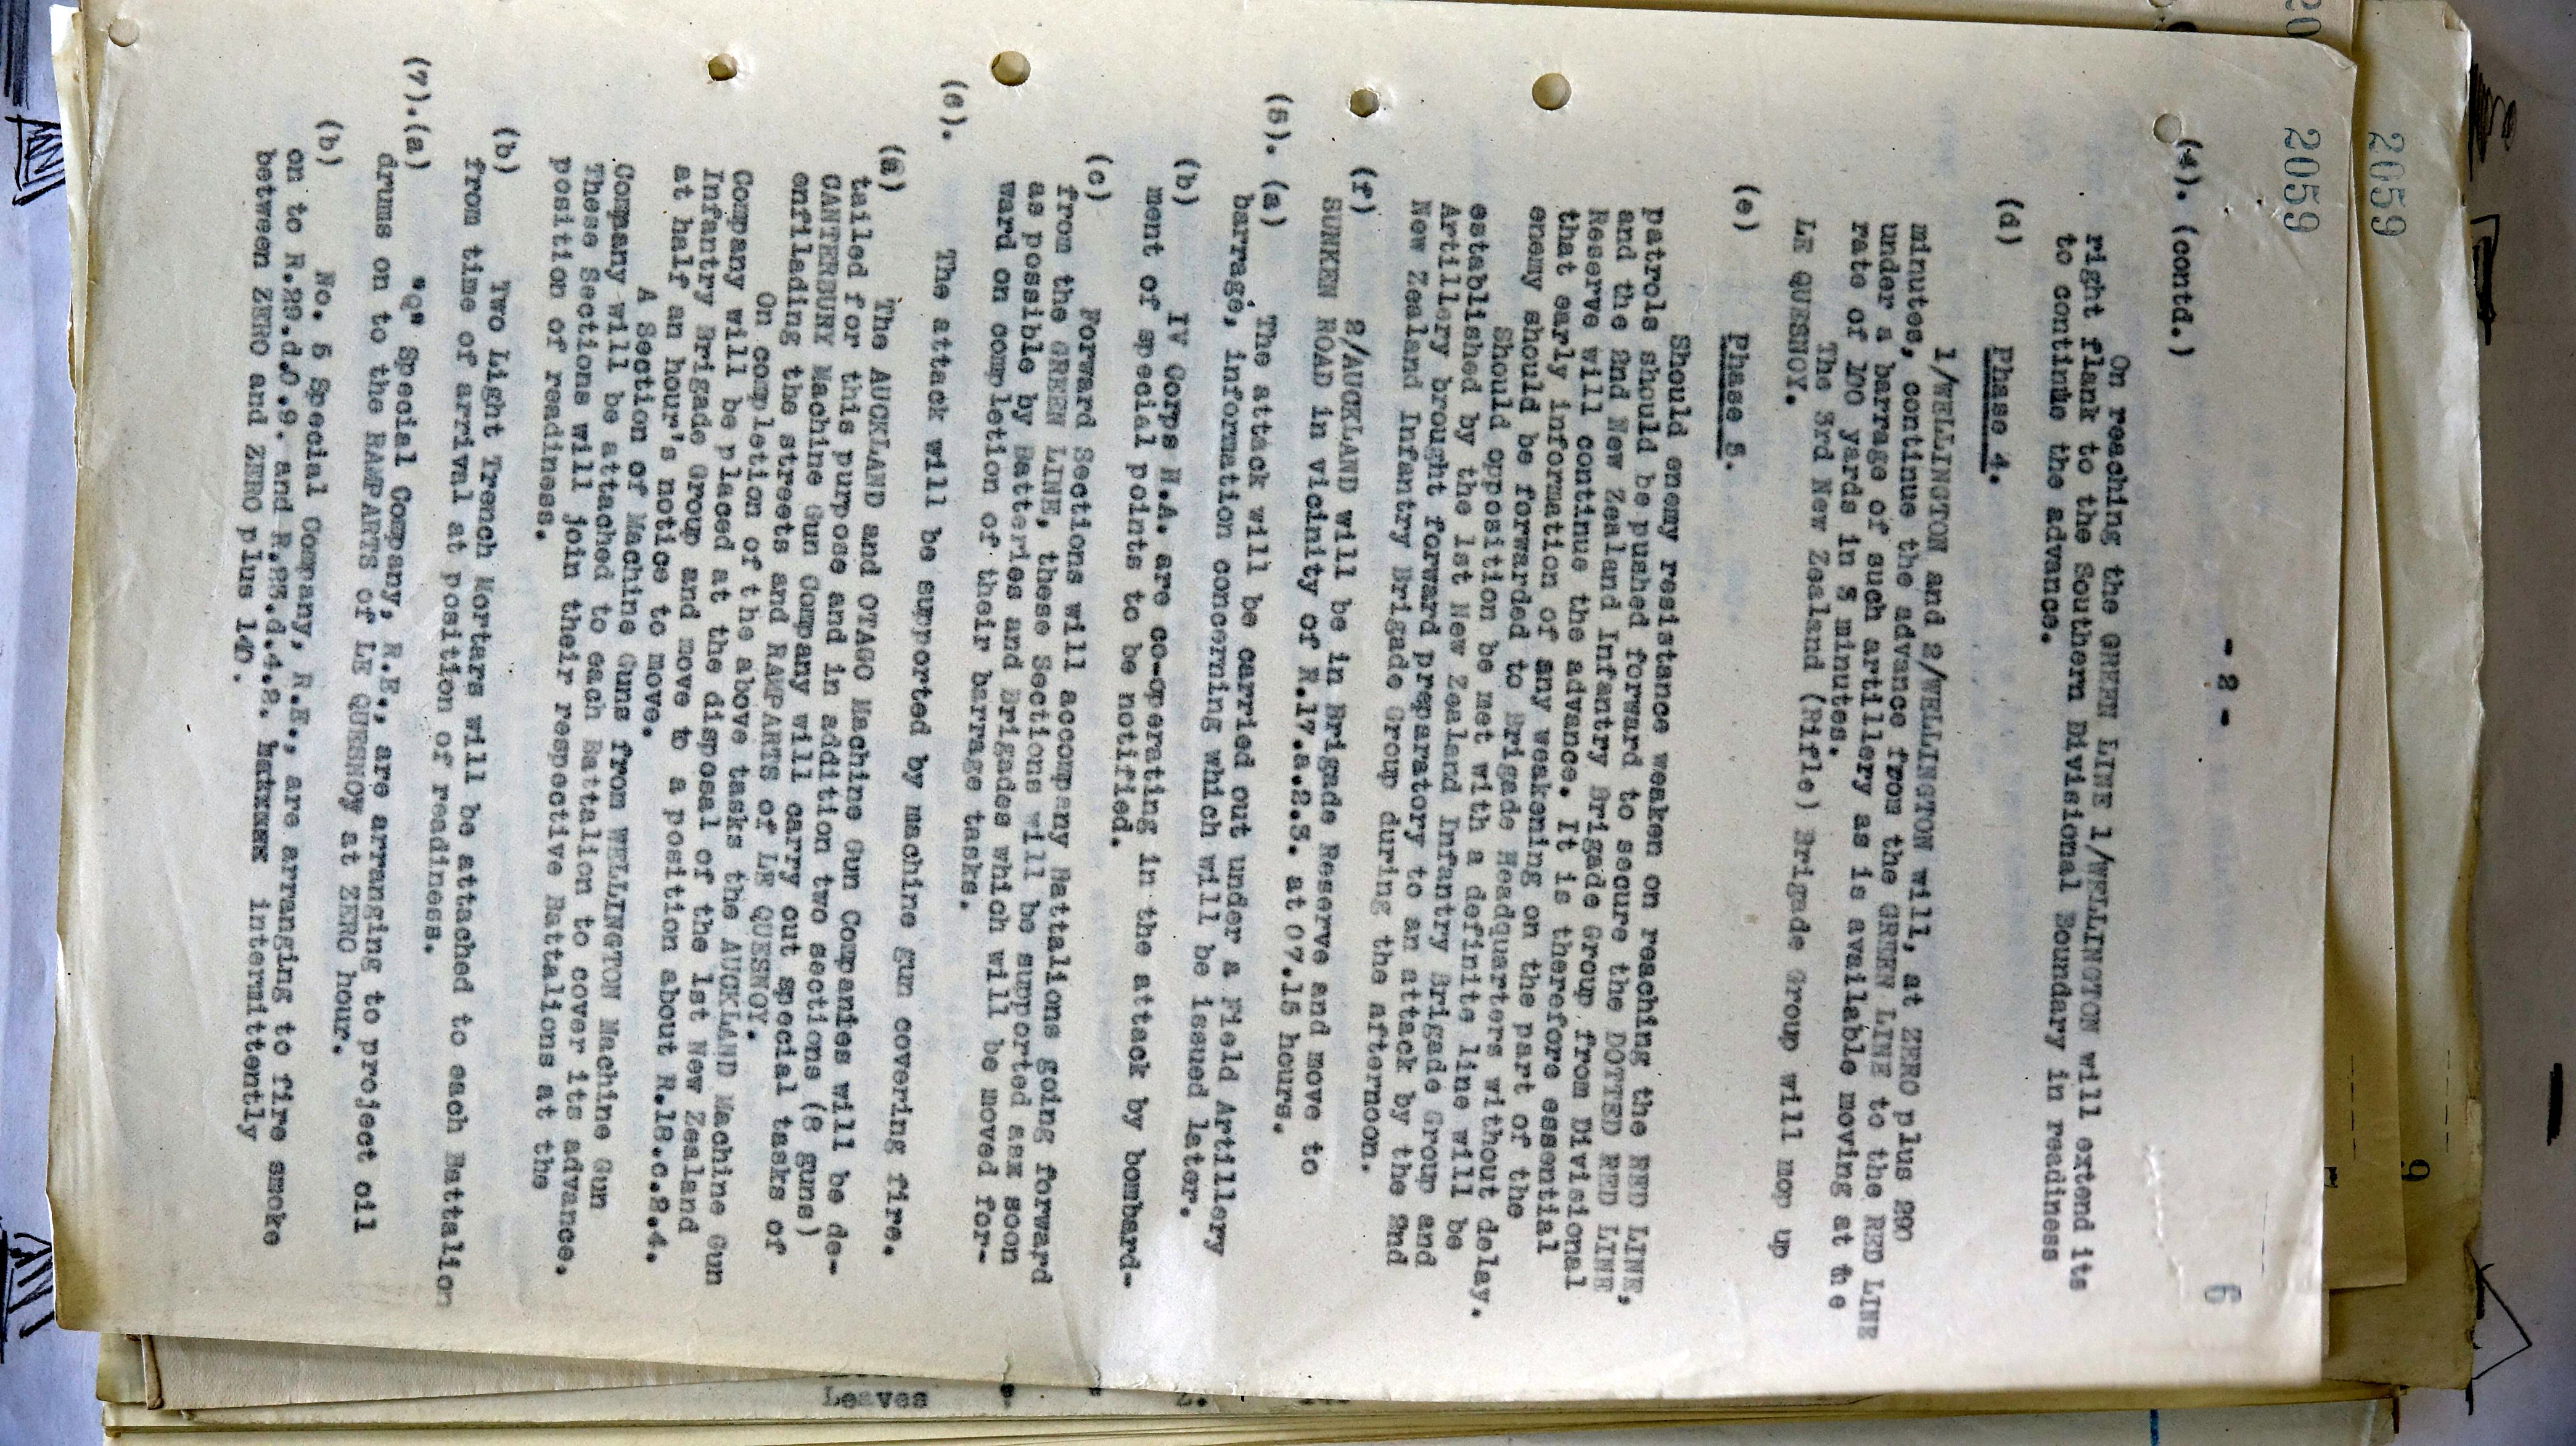 2059
2059
6
- 2 -
(4). (contd.)
On reaching the GREEN LINE 1/WELLINGTON will extend its
right flank to the Southern Divisional Boundary in readiness
to continue the advance.
(d) Phase 4.
1/WELLINGTON and 2/WELLINGTON will, at ZERO plus 290
minutes, continue the advance from the GREEN LINE to the RED LINE
under a barrage of such artillery as is available moving at the
rate of 100 yards in 3 minutes.
The 3rd New Zealand (Rifle) Brigade Group will mop up
LE QUESNOY.
(e) Phase 5.
Should enemy resistance weaken on reaching the RED LINE,
patrols should be pushed forward to secure the DOTTED RED LINE
and the 2nd New Zealand Infantry Brigade Group from Divisional
Reserve will continue the advance. It is therefore essential
that early information of any weakening on the part of the
enemy should be forwarded to Brigade Headquarters without delay.
Should opposition be met with a definite line will be
established by the 1st New Zealand Infantry Brigade Group and
Artillery brought forward preparatory to an attack by the 2nd
New Zealand Infantry Brigade Group during the afternoon.
(f) 2/AUCKLAND will be in Brigade Reserve and move to
SUNKEN ROAD in vicinity of R.17.a.2.3. at 07.15 hours.
(5). (a) The attack will be carried out under a Field Artillery
barrage, information concerning which will be issued later.
(b) IV Corps H.A. are co-operating in the attack by bombard-
ment of special points to be notified.
(c) Forward Sections will accompany Battalions going forward
from the GREEN LINE, these Sections will be supported asx soon
as possible by Batteries and Brigades which will be moved for-
ward on completion of their barrage tasks.
(6). The attack will be supported by machine gun covering fire.
(a) The AUCKLAND and OTAGO Machine Gun Companies will be de-
tailed for this purpose and in addition two sections (8 guns)
CANTERBURY Machine Gun Company will carry out special tasks of
enfilading the streets and RAMPARTS of LE QUESNOY.
On completion of the above tasks the AUCKLAND Machine Gun
Company will be placed at the disposal of the 1st New Zealand
Infantry Brigade Group and move to a position about R.18.c.2.4.
at half an hour's notice to move.
A Section of Machine Guns from WELLINGTON Machine Gun
Company will be attached to each Battalion to cover its advance.
These Sections will join their respective Battalions at the
position of readiness.
(b) Two Light Trench Mortars will be attached to each Battalion
from time of arrival at position of readiness.
(7).(a) "Q" Special Company, R.E., are arranging to project oil
drums on to the RAMPARTS of LE QUESNOY at ZERO hour.
(b) No. 5 Special Company, R.E., are arranging to fire smoke
on to R.29.d.0.9. and R.23.d.4.2. intermittently
between ZERO and ZERO plus 140.
Leaves